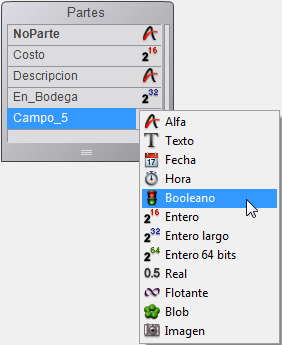 Partes
NoParte
Costo 2^16
Descripcion
En_Bodega 2^32
Campo_5
Alfa
T Texto
17 Fecha
Hora
Booleano
2^16 Entero
2^32 Entero largo
2^64 Entero 64 bits
0.5 Real
Flotante
Blob
Imagen